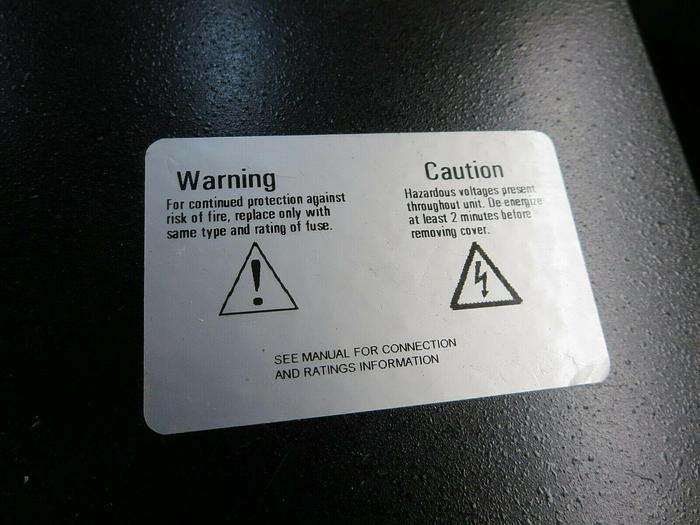 Warning
For continued protection against
risk of fire, replace only with
same type and rating of fuse.
Caution
Hazardous voltages present
throughout unit. De-energize
at least 2 minutes before
removing cover.
SEE MANUAL FOR CONNECTION
AND RATINGS INFORMATION